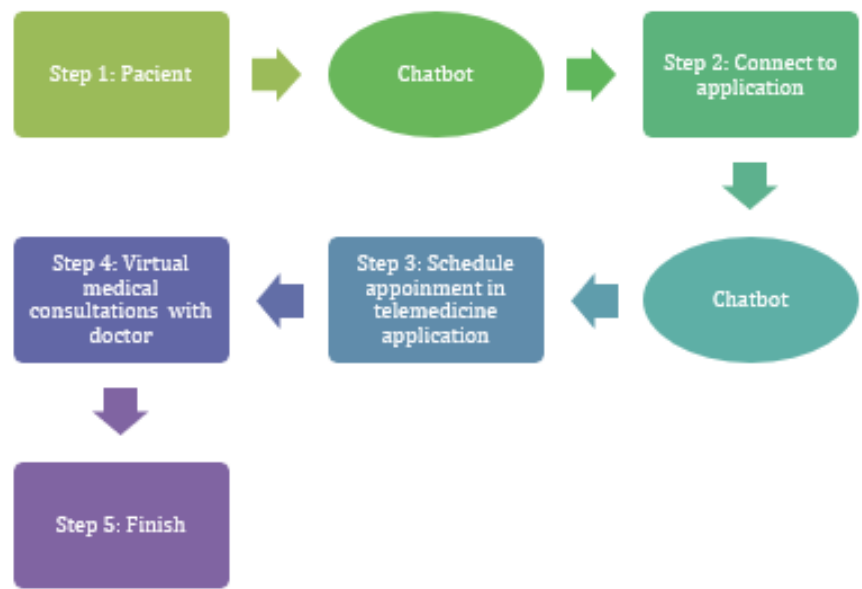 Step 1: Pacient
Chatbot
Step 2: Connect to
application
Chatbot
Step 3: Schedule
appoinment in
telemedicine
application
Step 4: Virtual
medical
consultations with
doctor
Step 5: Finish